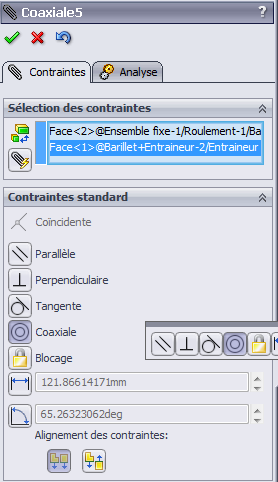 Coaxiale5
?
Contraintes
Analyse
Sélection des contraintes
Face<2>@Ensemble fixe-1/Roulement-1/Ba
Face<1>@Barillet+Entraineur-2/Entraineur
Contraintes standard
Coïncidente
Parallèle
Perpendiculaire
Tangente
Coaxiale
Blocage
121.86614171mm
65.26323062deg
Alignement des contraintes: